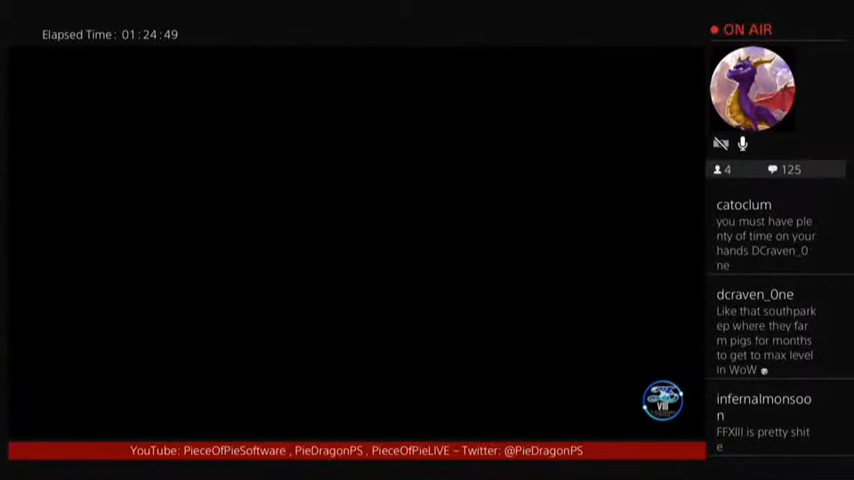 Elapsed Time: 01:24:49
ON AIR
4
125
catoclum
you must have ple
nty of time on your
hands DCraven_0
ne
dcraven_0ne
Like that southpark
ep where they far
m pigs for months
to get to max level
in WoW
infernalmonsoo
n
FFXIII is pretty shit
e
VIII
YouTube: PieceOfPieSoftware , PieDragonPS , PieceOfPieLIVE ~ Twitter: @PieDragonPS